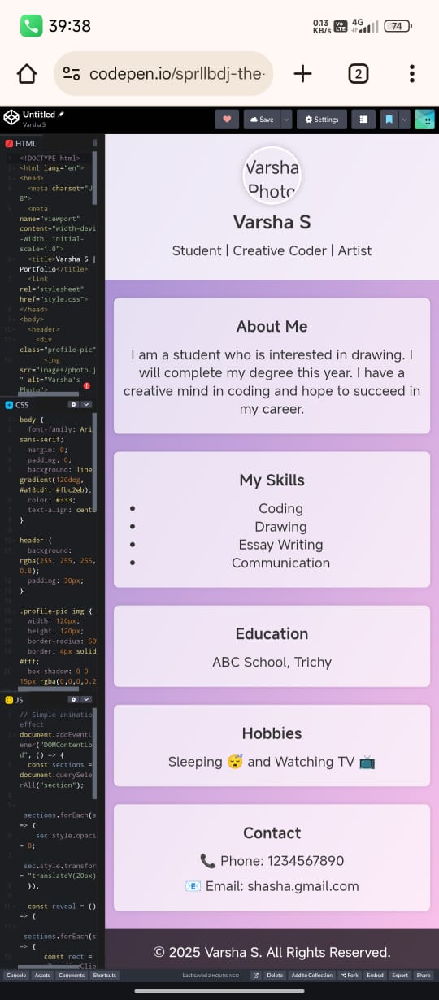 39:38
0.13 KB/s
Vo LTE
4G
74
codepen.io/sprllbdj-the-
2
Untitled
Varsha S
Save
Settings
HTML
<!DOCTYPE html>
<html lang="en">
<head>
<meta charset="U
8">
<meta
name="viewport"
content="width=devi
-width, initial-
scale=1.0">
<title>Varsha S |
Portfolio</title>
<link
rel="stylesheet"
href="style.css">
</head>
<body>
<header>
<div
class="profile-pic"
<img
src="images/photo.j
" alt="Varsha's
Photo">
CSS
body {
font-family: Ari
sans-serif;
margin: 0;
padding: 0;
background: line
gradient(120deg,
#a18cd1, #fbc2eb);
color: #333;
text-align: cent
}
header {
background:
rgba(255, 255, 255,
0.8);
padding: 30px;
}
.profile-pic img {
width: 120px;
height: 120px;
border-radius: 50
border: 4px solid
#fff;
box-shadow: 0 0
15px rgba(0,0,0,0.2
JS
// Simple animatio
effect
document.addEventL
ener("DOMContentLo
d", () => {
const sections =
document.querySele
rAll("section");
sections.forEach(s
=> {
sec.style.opaci
= 0;
sec.style.transfor
= "translateY(20px)
});
const reveal = ()
=> {
sections.forEach(s
=> {
const rect =
Varsha
Photo
Varsha S
Student | Creative Coder | Artist
About Me
I am a student who is interested in drawing. I
will complete my degree this year. I have a
creative mind in coding and hope to succeed in
my career.
My Skills
• Coding
• Drawing
• Essay Writing
• Communication
Education
ABC School, Trichy
Hobbies
Sleeping 😴 and Watching TV 📺
Contact
📞 Phone: 1234567890
📧 Email: shasha.gmail.com
© 2025 Varsha S. All Rights Reserved.
Console Assets Comments Shortcuts Last saved 2 HOURS AGO Delete Add to Collection Fork Embed Export Share